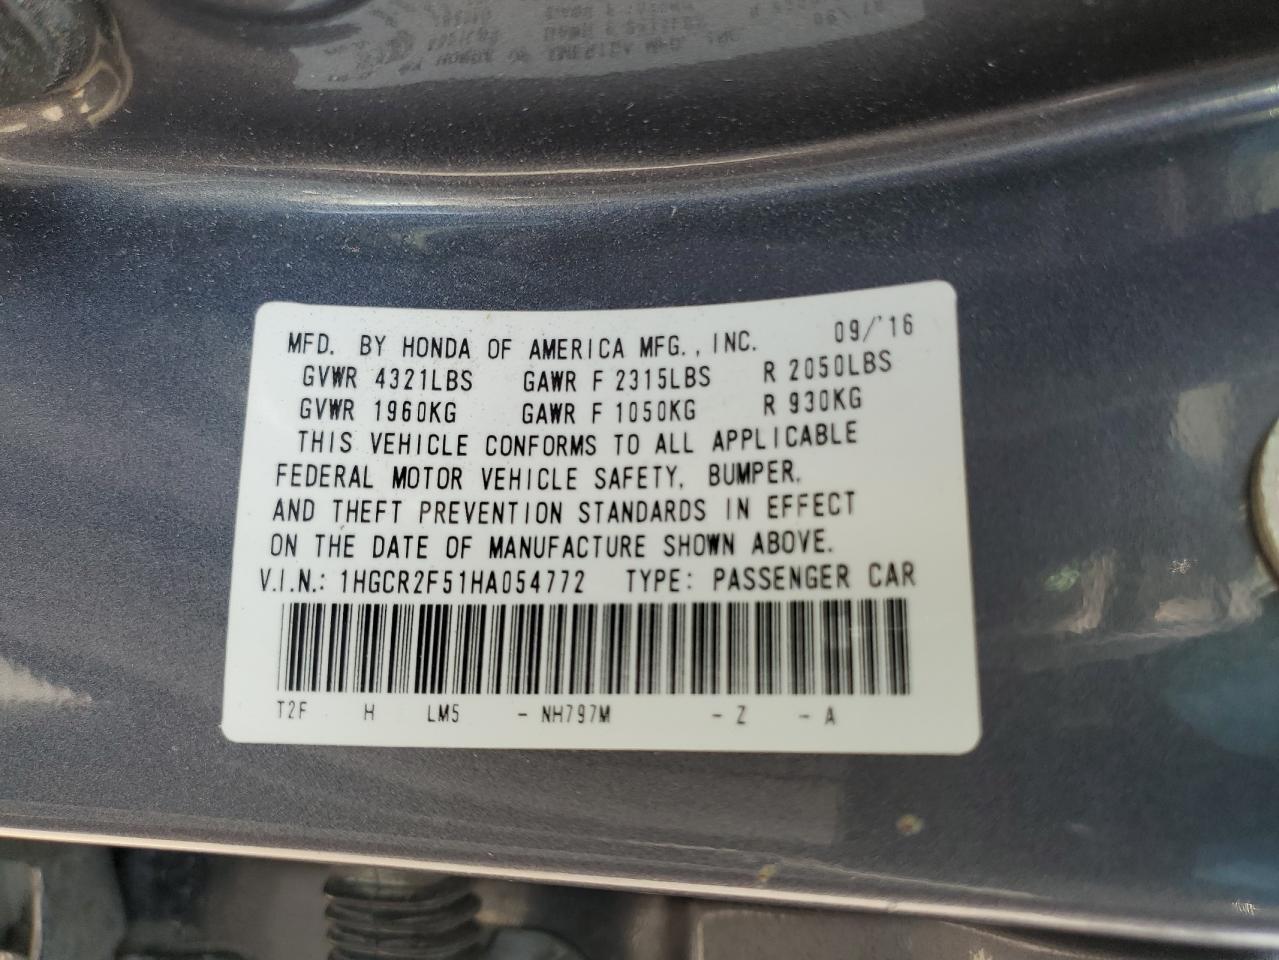 MFD. BY HONDA OF AMERICA MFG., INC. 09/'16
GVWR 4321LBS GAWR F 2315LBS R 2050LBS
GVWR 1960KG GAWR F 1050KG R 930KG
THIS VEHICLE CONFORMS TO ALL APPLICABLE
FEDERAL MOTOR VEHICLE SAFETY, BUMPER,
AND THEFT PREVENTION STANDARDS IN EFFECT
ON THE DATE OF MANUFACTURE SHOWN ABOVE.
V.I.N.: 1HGCR2F51HA054772 TYPE: PASSENGER CAR
T2F H LM5 - NH797M - Z - A